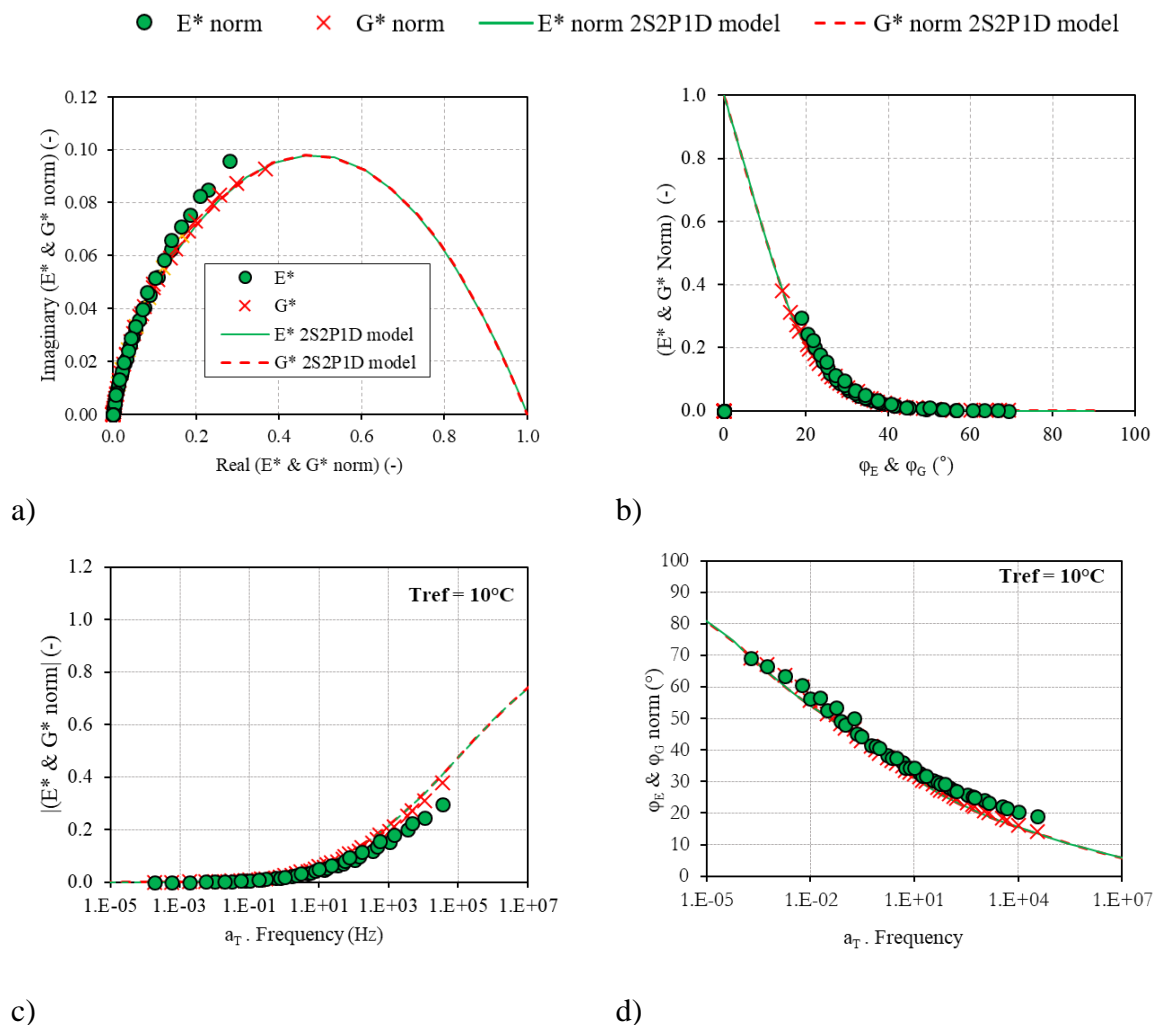 E* norm G* norm E* norm 2S2P1D model G* norm 2S2P1D model
0.12
0.10
0.08
0.06
0.04
0.02
0.00
Imaginary (E* & G* norm) (-)
E*
G*
E* 2S2P1D model
G* 2S2P1D model
0.0 0.2 0.4 0.6 0.8 1.0
Real (E* & G* norm) (-)
a)
1.0
0.8
0.6
0.4
0.2
0.0
(E* & G* Norm) (-)
0 20 40 60 80 100
φE & φG (°)
b)
1.2
1.0
0.8
0.6
0.4
0.2
0.0
|(E* & G* norm| (-)
Tref = 10°C
1.E-05 1.E-03 1.E-01 1.E+01 1.E+03 1.E+05 1.E+07
aT . Frequency (Hz)
c)
100
90
80
70
60
50
40
30
20
10
0
φE & φG norm (°)
Tref = 10°C
1.E-05 1.E-02 1.E+01 1.E+04 1.E+07
aT . Frequency
d)